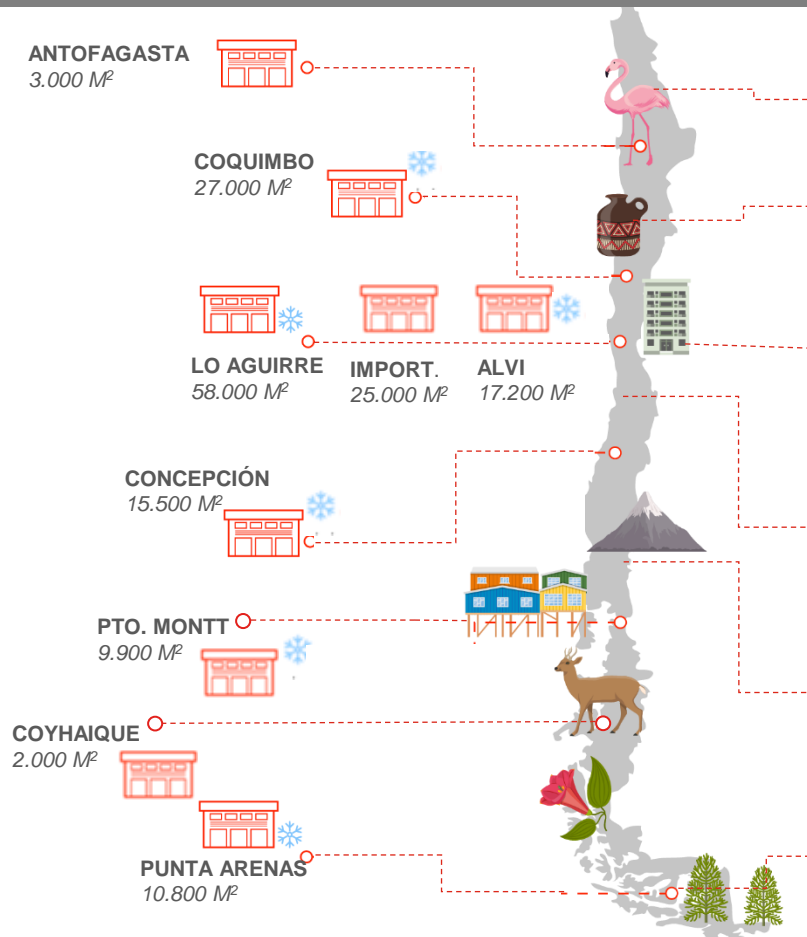 ANTOFAGASTA
3.000 M²
COQUIMBO
27.000 M²
LO AGUIRRE
58.000 M²
IMPORT.
25.000 M²
ALVI
17.200 M²
CONCEPCIÓN
15.500 M²
PTO. MONTT
9.900 M²
COYHAIQUE
2.000 M²
PUNTA ARENAS
10.800 M²